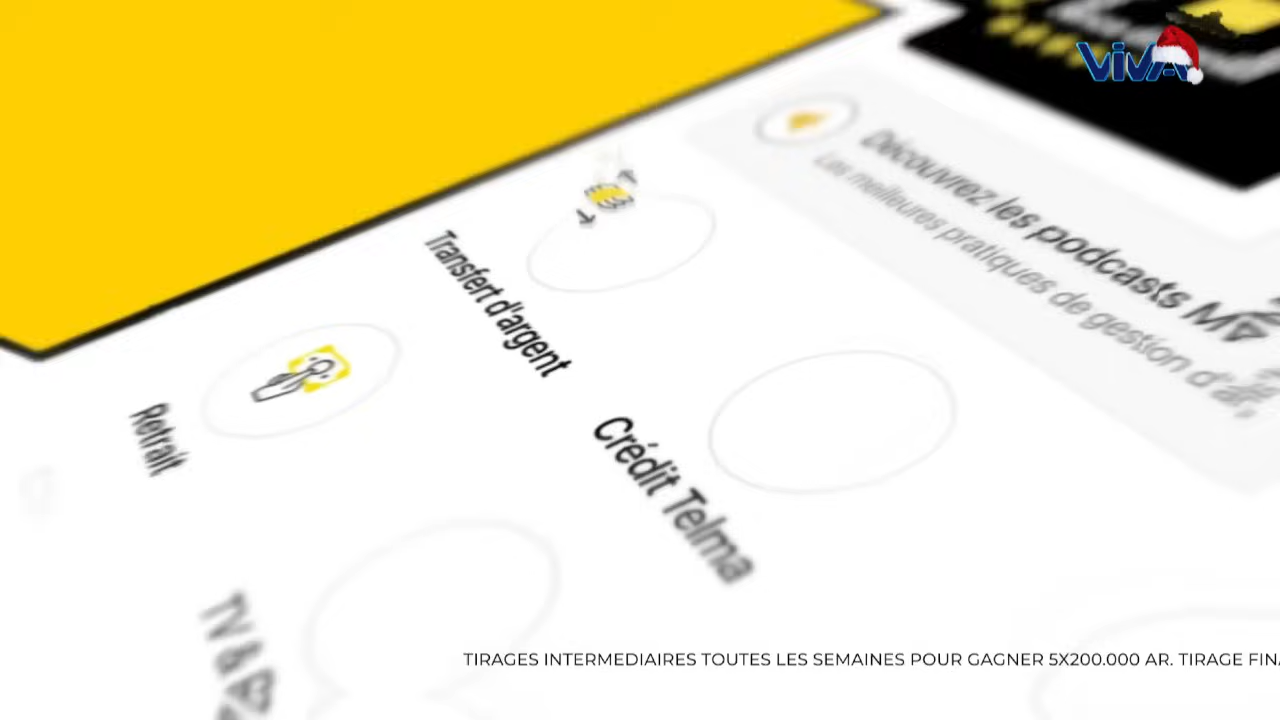 VIVA
Découvrez les podcasts
Les meilleures pratiques de gestion
Transfert d'argent
Retrait
Crédit Telma
TV &
TIRAGES INTERMEDIAIRES TOUTES LES SEMAINES POUR GAGNER 5X200.000 AR. TIRAGE FINA